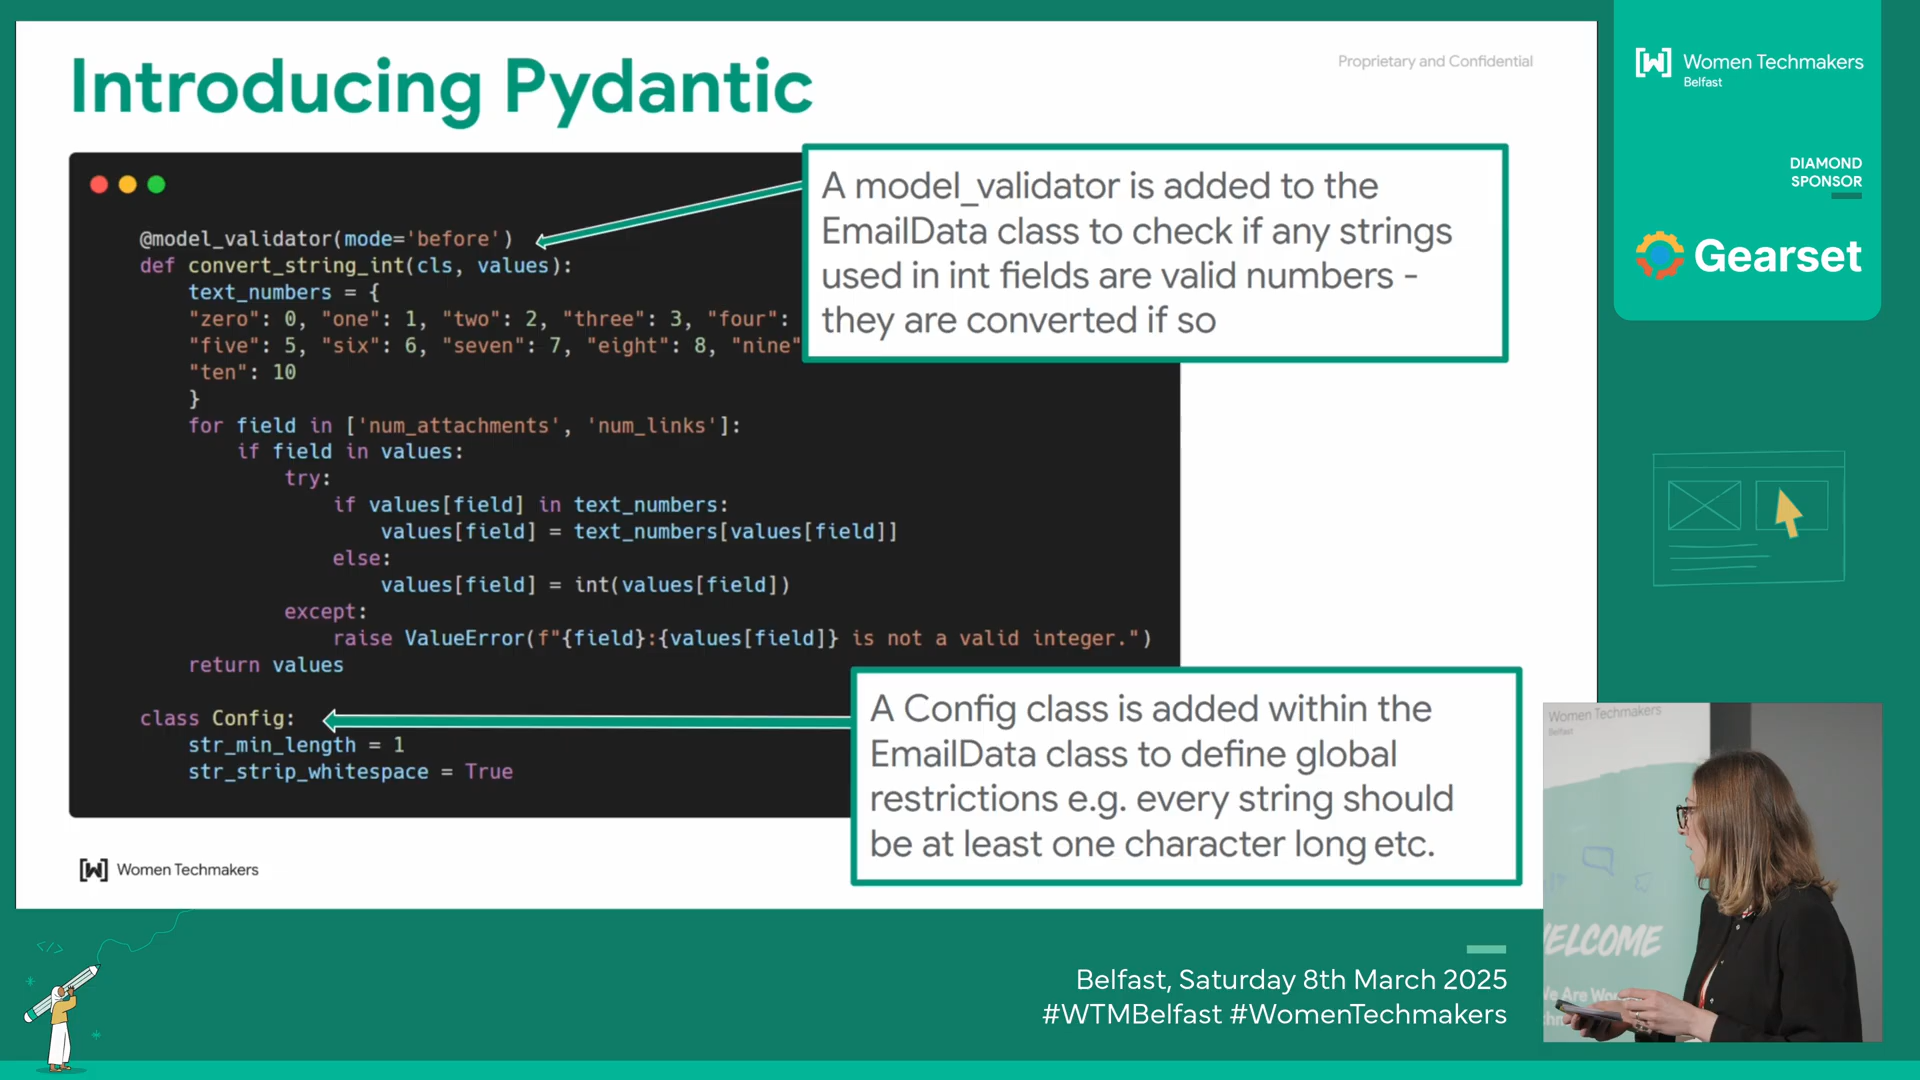 Introducing Pydantic
Proprietary and Confidential
A model_validator is added to the
EmailData class to check if any strings
used in int fields are valid numbers -
they are converted if so
@model_validator(mode='before')
def convert_string_int(cls, values):
text_numbers = {
"zero": 0, "one": 1, "two": 2, "three": 3, "four":
"five": 5, "six": 6, "seven": 7, "eight": 8, "nine"
"ten": 10
}
for field in ['num_attachments', 'num_links']:
if field in values:
try:
if values[field] in text_numbers:
values[field] = text_numbers[values[field]]
else:
values[field] = int(values[field])
except:
raise ValueError(f"{field}:{values[field]} is not a valid integer.")
return values
class Config:
str_min_length = 1
str_strip_whitespace = True
A Config class is added within the
EmailData class to define global
restrictions e.g. every string should
be at least one character long etc.
Women Techmakers
Women Techmakers
Belfast
DIAMOND
SPONSOR
Gearset
Women Techmakers
Belfast
WELCOME
We Are Wo
Belfast, Saturday 8th March 2025
#WTMBelfast #WomenTechmakers